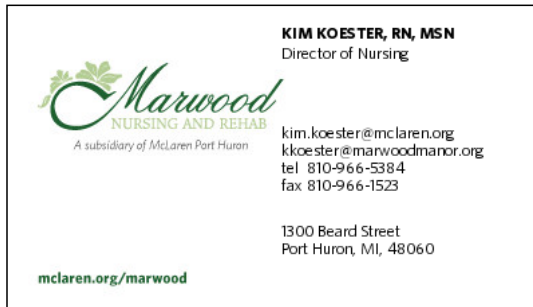 KIM KOESTER, RN, MSN
Director of Nursing
Marwood
NURSING AND REHAB
A subsidiary of McLaren Port Huron
kim.koester@mclaren.org
kkoester@marwoodmanor.org
tel 810-966-5384
fax 810-966-1523
1300 Beard Street
Port Huron, MI, 48060
mclaren.org/marwood